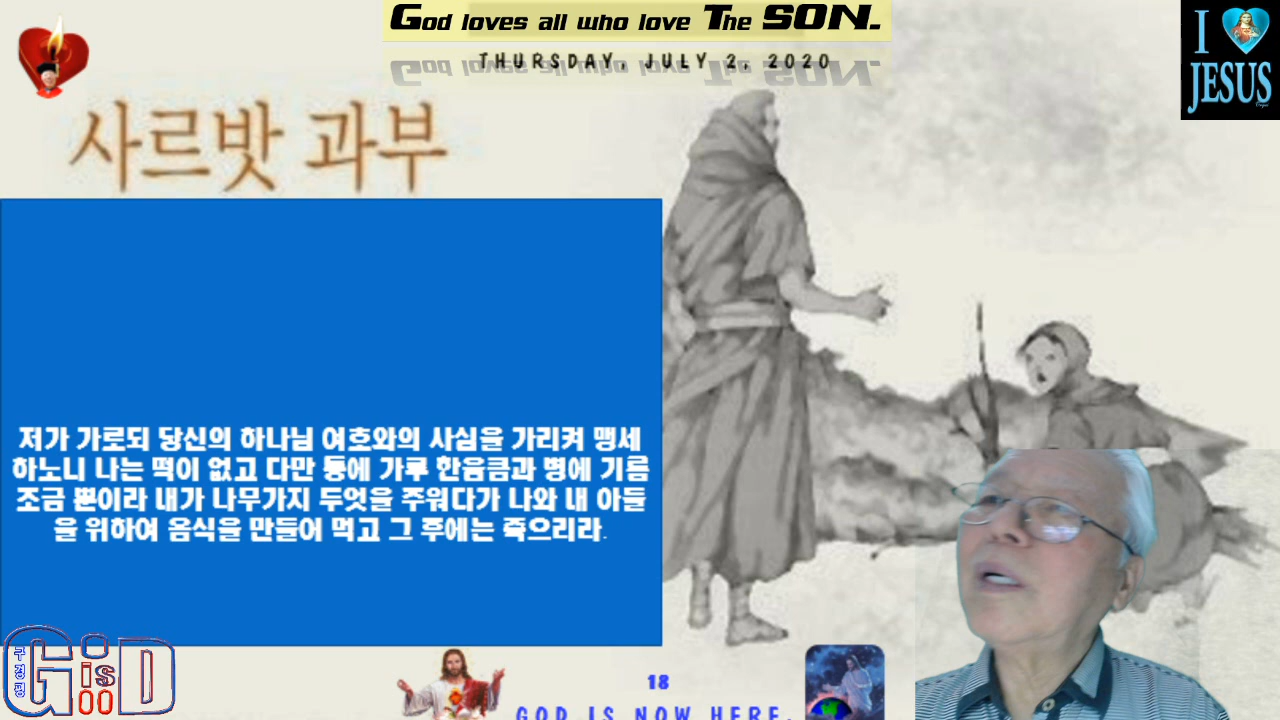 God loves all who love The SON.
THURSDAY, JULY 2, 2020
I
JESUS
사르밧 과부
저가 가로되 당신의 하나님 여호와의 사심을 가리켜 맹세
하노니 나는 떡이 없고 다만 통에 가루 한움큼과 병에 기름
조금 뿐이라 내가 나무가지 두엇을 주워다가 나와 내 아들
을 위하여 음식을 만들어 먹고 그 후에는 죽으리라.
GisD
18
GOD IS NOW HERE.